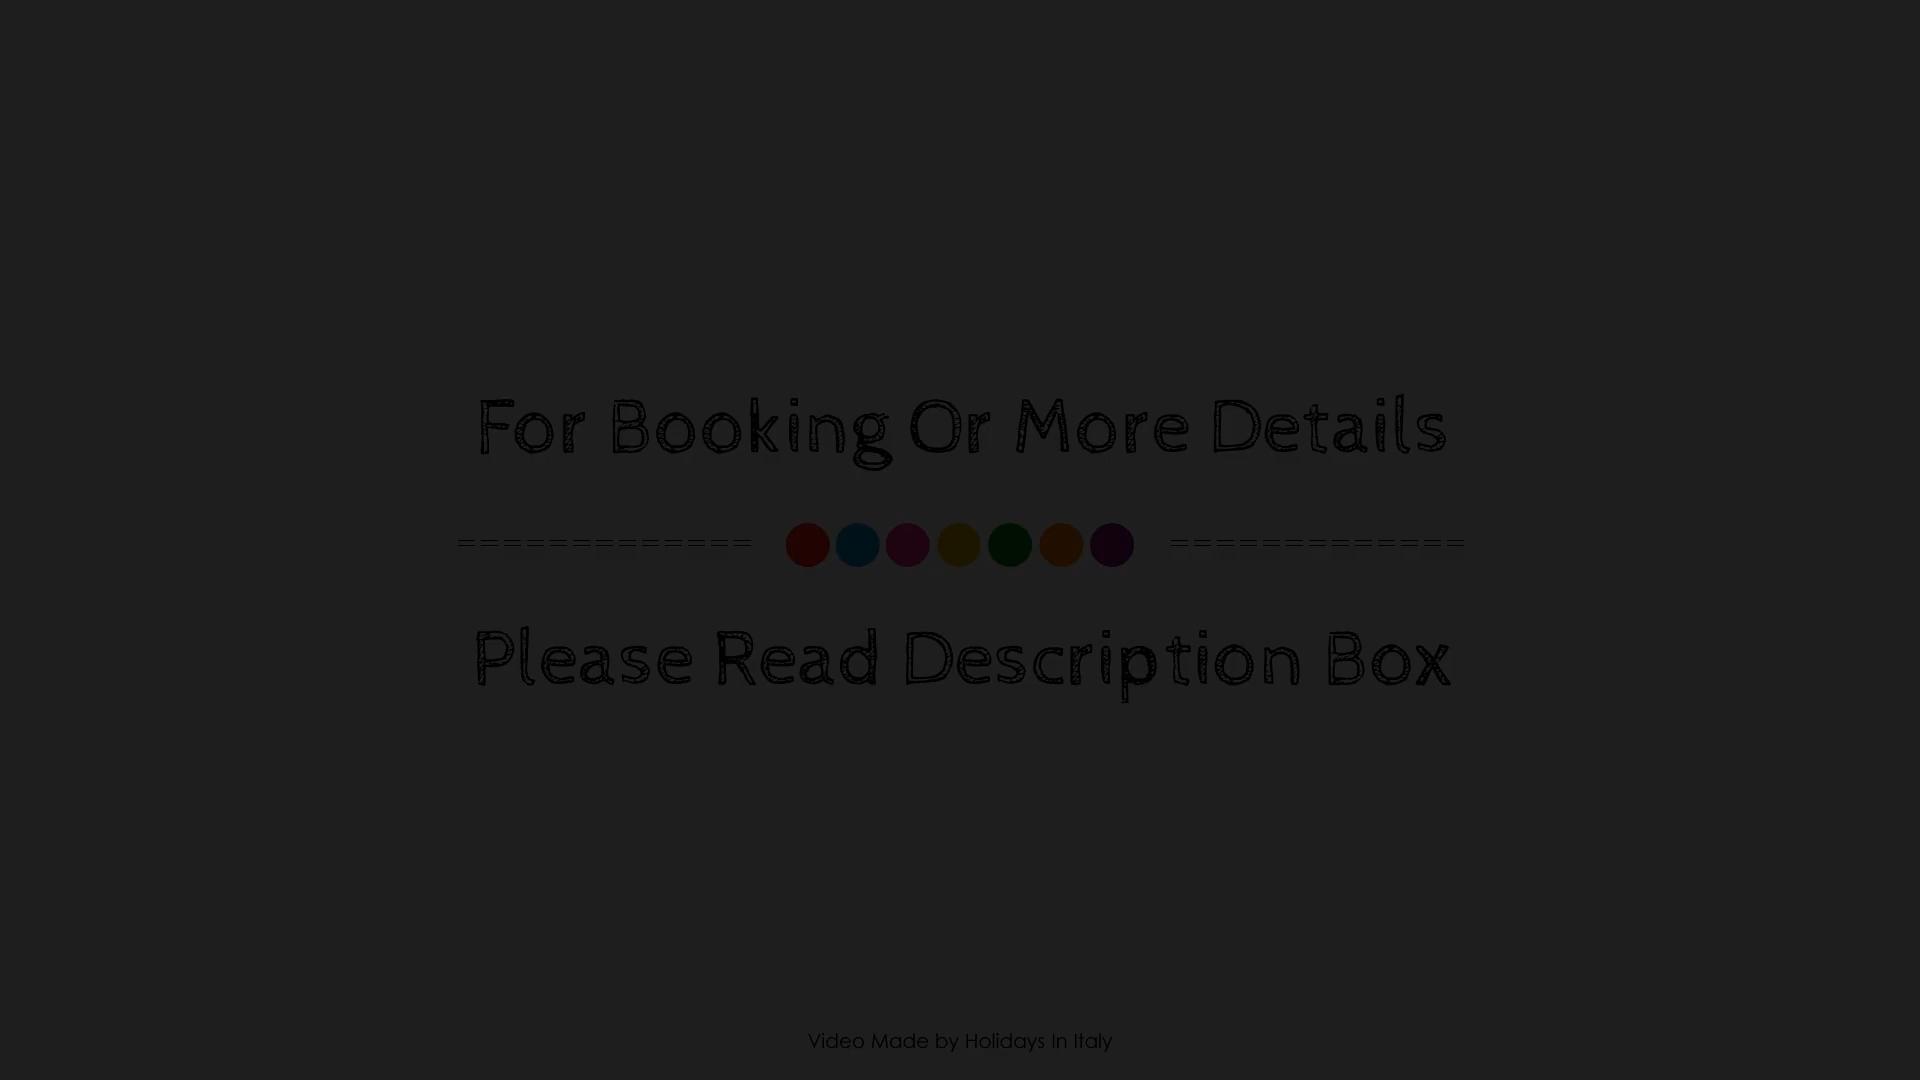 For Booking Or More Details
============= =============
Please Read Description Box
Video Made by Holidays In Italy